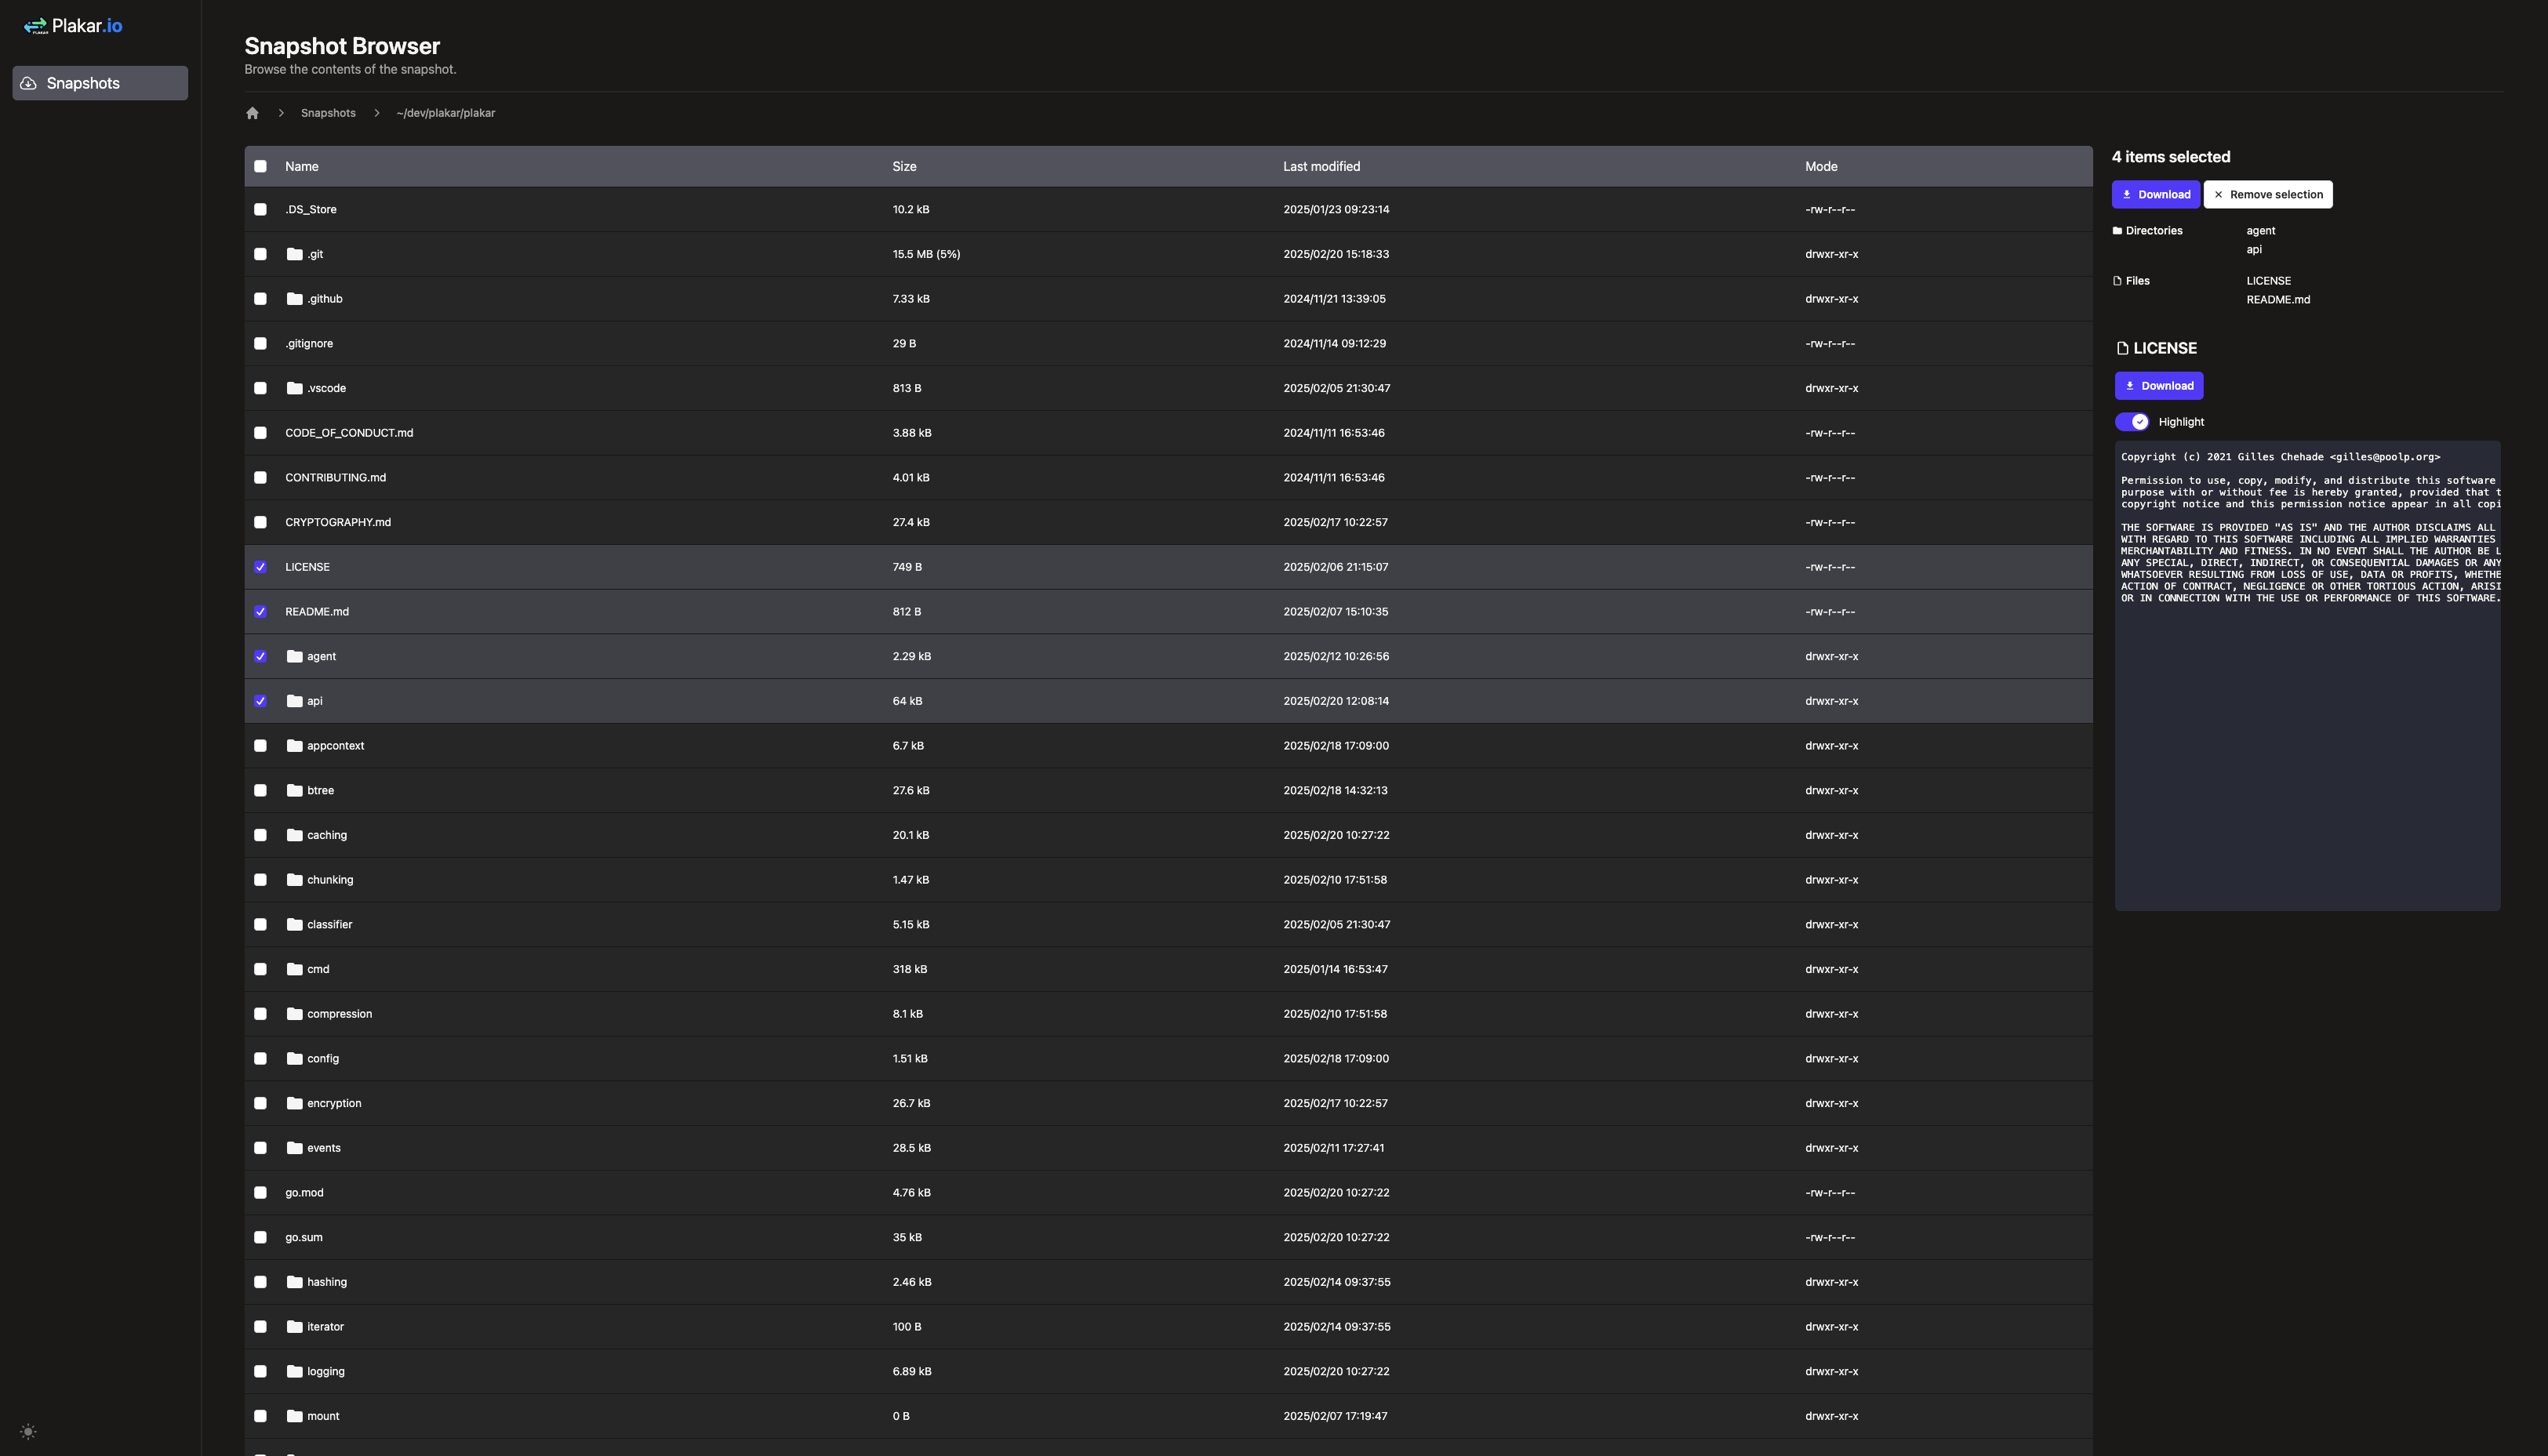 Plakar.io
Snapshots
Snapshot Browser
Browse the contents of the snapshot.
Snapshots ~/dev/plakar/plakar
Name Size Last modified Mode
.DS_Store 10.2 kB 2025/01/23 09:23:14 -rw-r--r--
.git 15.5 MB (5%) 2025/02/20 15:18:33 drwxr-xr-x
.github 7.33 kB 2024/11/21 13:39:05 drwxr-xr-x
.gitignore 29 B 2024/11/14 09:12:29 -rw-r--r--
.vscode 813 B 2025/02/05 21:30:47 drwxr-xr-x
CODE_OF_CONDUCT.md 3.88 kB 2024/11/11 16:53:46 -rw-r--r--
CONTRIBUTING.md 4.01 kB 2024/11/11 16:53:46 -rw-r--r--
CRYPTOGRAPHY.md 27.4 kB 2025/02/17 10:22:57 -rw-r--r--
LICENSE 749 B 2025/02/06 21:15:07 -rw-r--r--
README.md 812 B 2025/02/07 15:10:35 -rw-r--r--
agent 2.29 kB 2025/02/12 10:26:56 drwxr-xr-x
api 64 kB 2025/02/20 12:08:14 drwxr-xr-x
appcontext 6.7 kB 2025/02/18 17:09:00 drwxr-xr-x
btree 27.6 kB 2025/02/18 14:32:13 drwxr-xr-x
caching 20.1 kB 2025/02/20 10:27:22 drwxr-xr-x
chunking 1.47 kB 2025/02/10 17:51:58 drwxr-xr-x
classifier 5.15 kB 2025/02/05 21:30:47 drwxr-xr-x
cmd 318 kB 2025/01/14 16:53:47 drwxr-xr-x
compression 8.1 kB 2025/02/10 17:51:58 drwxr-xr-x
config 1.51 kB 2025/02/18 17:09:00 drwxr-xr-x
encryption 26.7 kB 2025/02/17 10:22:57 drwxr-xr-x
events 28.5 kB 2025/02/11 17:27:41 drwxr-xr-x
go.mod 4.76 kB 2025/02/20 10:27:22 -rw-r--r--
go.sum 35 kB 2025/02/20 10:27:22 -rw-r--r--
hashing 2.46 kB 2025/02/14 09:37:55 drwxr-xr-x
iterator 100 B 2025/02/14 09:37:55 drwxr-xr-x
logging 6.89 kB 2025/02/20 10:27:22 drwxr-xr-x
mount 0 B 2025/02/07 17:19:47 drwxr-xr-x
4 items selected
Download Remove selection
Directories agent
api
Files LICENSE
README.md
LICENSE
Download
Highlight
Copyright (c) 2021 Gilles Chehade <gilles@poolp.org>
Permission to use, copy, modify, and distribute this software
purpose with or without fee is hereby granted, provided that t
copyright notice and this permission notice appear in all copi
THE SOFTWARE IS PROVIDED "AS IS" AND THE AUTHOR DISCLAIMS ALL
WITH REGARD TO THIS SOFTWARE INCLUDING ALL IMPLIED WARRANTIES
MERCHANTABILITY AND FITNESS. IN NO EVENT SHALL THE AUTHOR BE L
ANY SPECIAL, DIRECT, INDIRECT, OR CONSEQUENTIAL DAMAGES OR ANY
WHATSOEVER RESULTING FROM LOSS OF USE, DATA OR PROFITS, WHETHE
ACTION OF CONTRACT, NEGLIGENCE OR OTHER TORTIOUS ACTION, ARISI
OR IN CONNECTION WITH THE USE OR PERFORMANCE OF THIS SOFTWARE.